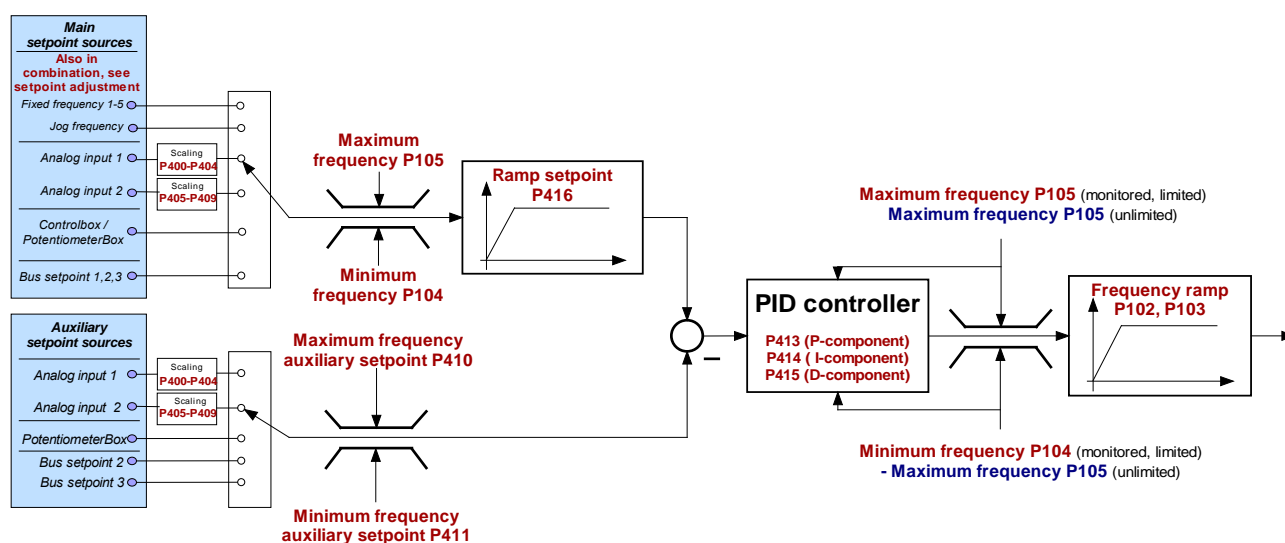 Main
setpoint sources
Also in
combination, see
setpoint adjustment
Fixed frequency 1-5
Jog frequency
Analog input 1
Scaling
P400-P404
Analog input 2
Scaling
P405-P409
Controlbox /
PotentiometerBox
Bus setpoint 1,2,3
Maximum
frequency P105
Minimum
frequency P104
Ramp setpoint
P416
Auxiliary
setpoint sources
Analog input 1
Scaling
P400-P404
Analog input 2
Scaling
P405-P409
PotentiometerBox
Bus setpoint 2
Bus setpoint 3
Maximum frequency
auxiliary setpoint P410
Minimum frequency
auxiliary setpoint P411
–
PID controller
P413 (P-component)
P414 ( I-component)
P415 (D-component)
Maximum frequency P105 (monitored, limited)
Maximum frequency P105 (unlimited)
Minimum frequency P104 (monitored, limited)
- Maximum frequency P105 (unlimited)
Frequency ramp
P102, P103